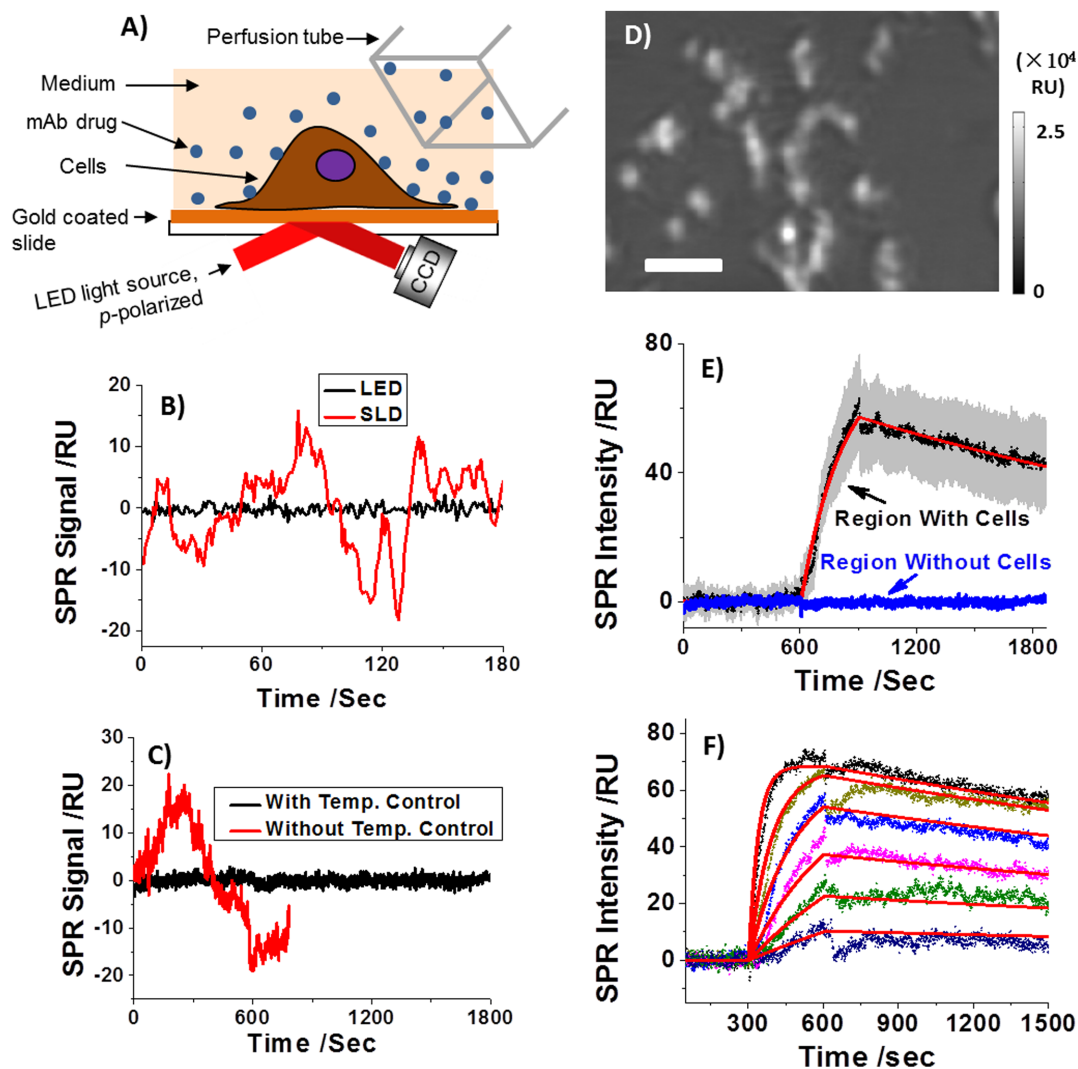 A)
Perfusion tube
Medium
mAb drug
Cells
Gold coated
slide
LED light source,
p-polarized
CCD
D)
(×10⁴
RU)
2.5
0
B)
LED
SLD
SPR Signal /RU
20
10
0
-10
-20
0
60
120
180
Time /Sec
E)
SPR Intensity /RU
80
40
0
Region With Cells
Region Without Cells
0
600
1200
1800
Time /Sec
C)
With Temp. Control
Without Temp. Control
SPR Signal /RU
30
20
10
0
-10
-20
0
600
1200
1800
Time /Sec
F)
SPR Intensity /RU
80
60
40
20
0
300
600
900
1200
1500
Time /sec